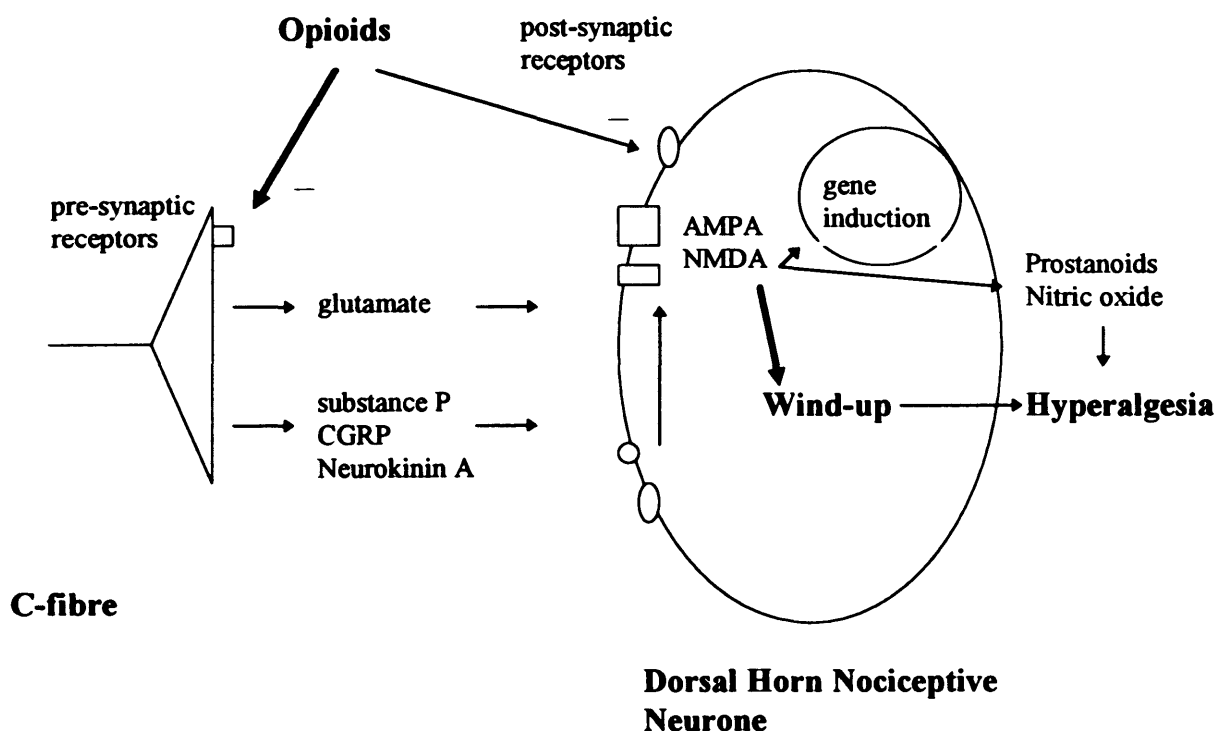 Opioids
post-synaptic
receptors
pre-synaptic
receptors
gene
induction
AMPA
NMDA
Prostanoids
Nitric oxide
glutamate
substance P
CGRP
Neurokinin A
Wind-up
Hyperalgesia
C-fibre
Dorsal Horn Nociceptive
Neurone